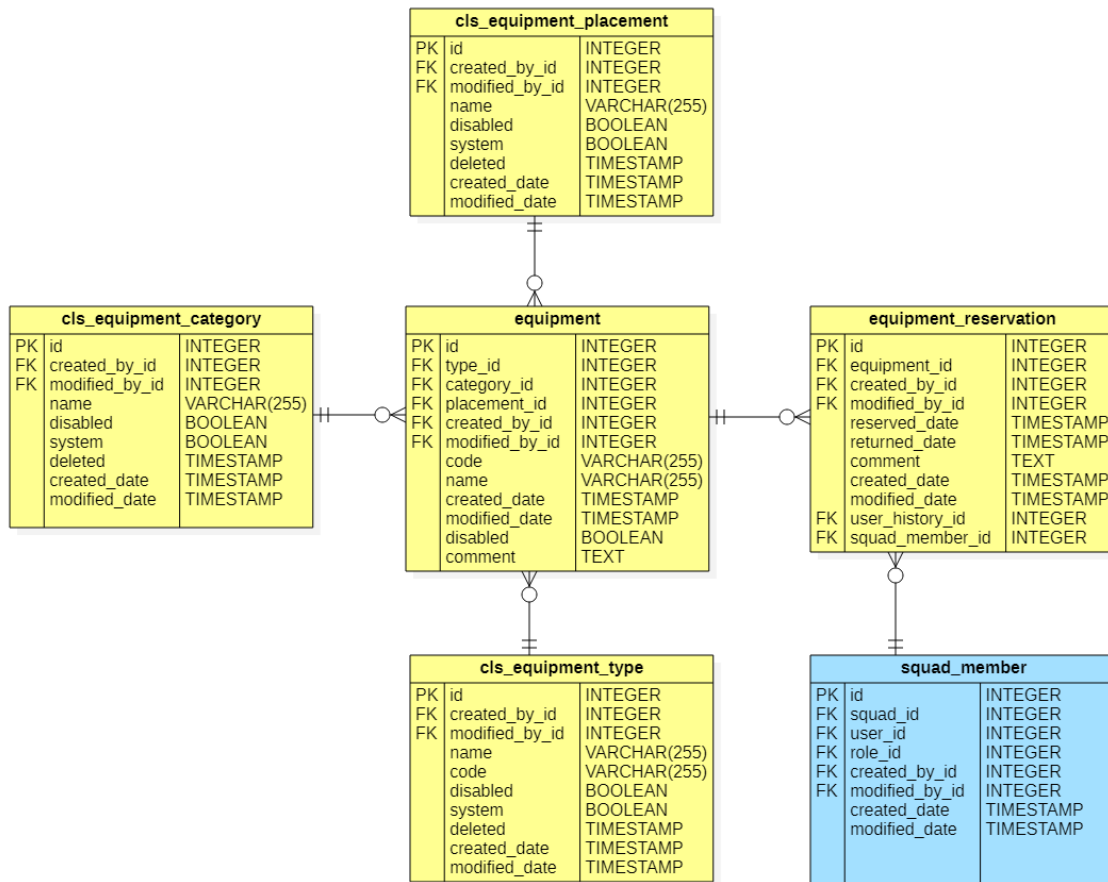 cls_equipment_placement
PK id INTEGER
FK created_by_id INTEGER
FK modified_by_id INTEGER
name VARCHAR(255)
disabled BOOLEAN
system BOOLEAN
deleted TIMESTAMP
created_date TIMESTAMP
modified_date TIMESTAMP
cls_equipment_category
PK id INTEGER
FK created_by_id INTEGER
FK modified_by_id INTEGER
name VARCHAR(255)
disabled BOOLEAN
system BOOLEAN
deleted TIMESTAMP
created_date TIMESTAMP
modified_date TIMESTAMP
equipment
PK id INTEGER
FK type_id INTEGER
FK category_id INTEGER
FK placement_id INTEGER
FK created_by_id INTEGER
FK modified_by_id INTEGER
code VARCHAR(255)
name VARCHAR(255)
created_date TIMESTAMP
modified_date TIMESTAMP
disabled BOOLEAN
comment TEXT
equipment_reservation
PK id INTEGER
FK equipment_id INTEGER
FK created_by_id INTEGER
FK modified_by_id INTEGER
reserved_date TIMESTAMP
returned_date TIMESTAMP
comment TEXT
created_date TIMESTAMP
modified_date TIMESTAMP
FK user_history_id INTEGER
FK squad_member_id INTEGER
cls_equipment_type
PK id INTEGER
FK created_by_id INTEGER
FK modified_by_id INTEGER
name VARCHAR(255)
code VARCHAR(255)
disabled BOOLEAN
system BOOLEAN
deleted TIMESTAMP
created_date TIMESTAMP
modified_date TIMESTAMP
squad_member
PK id INTEGER
FK squad_id INTEGER
FK user_id INTEGER
FK role_id INTEGER
FK created_by_id INTEGER
FK modified_by_id INTEGER
created_date TIMESTAMP
modified_date TIMESTAMP